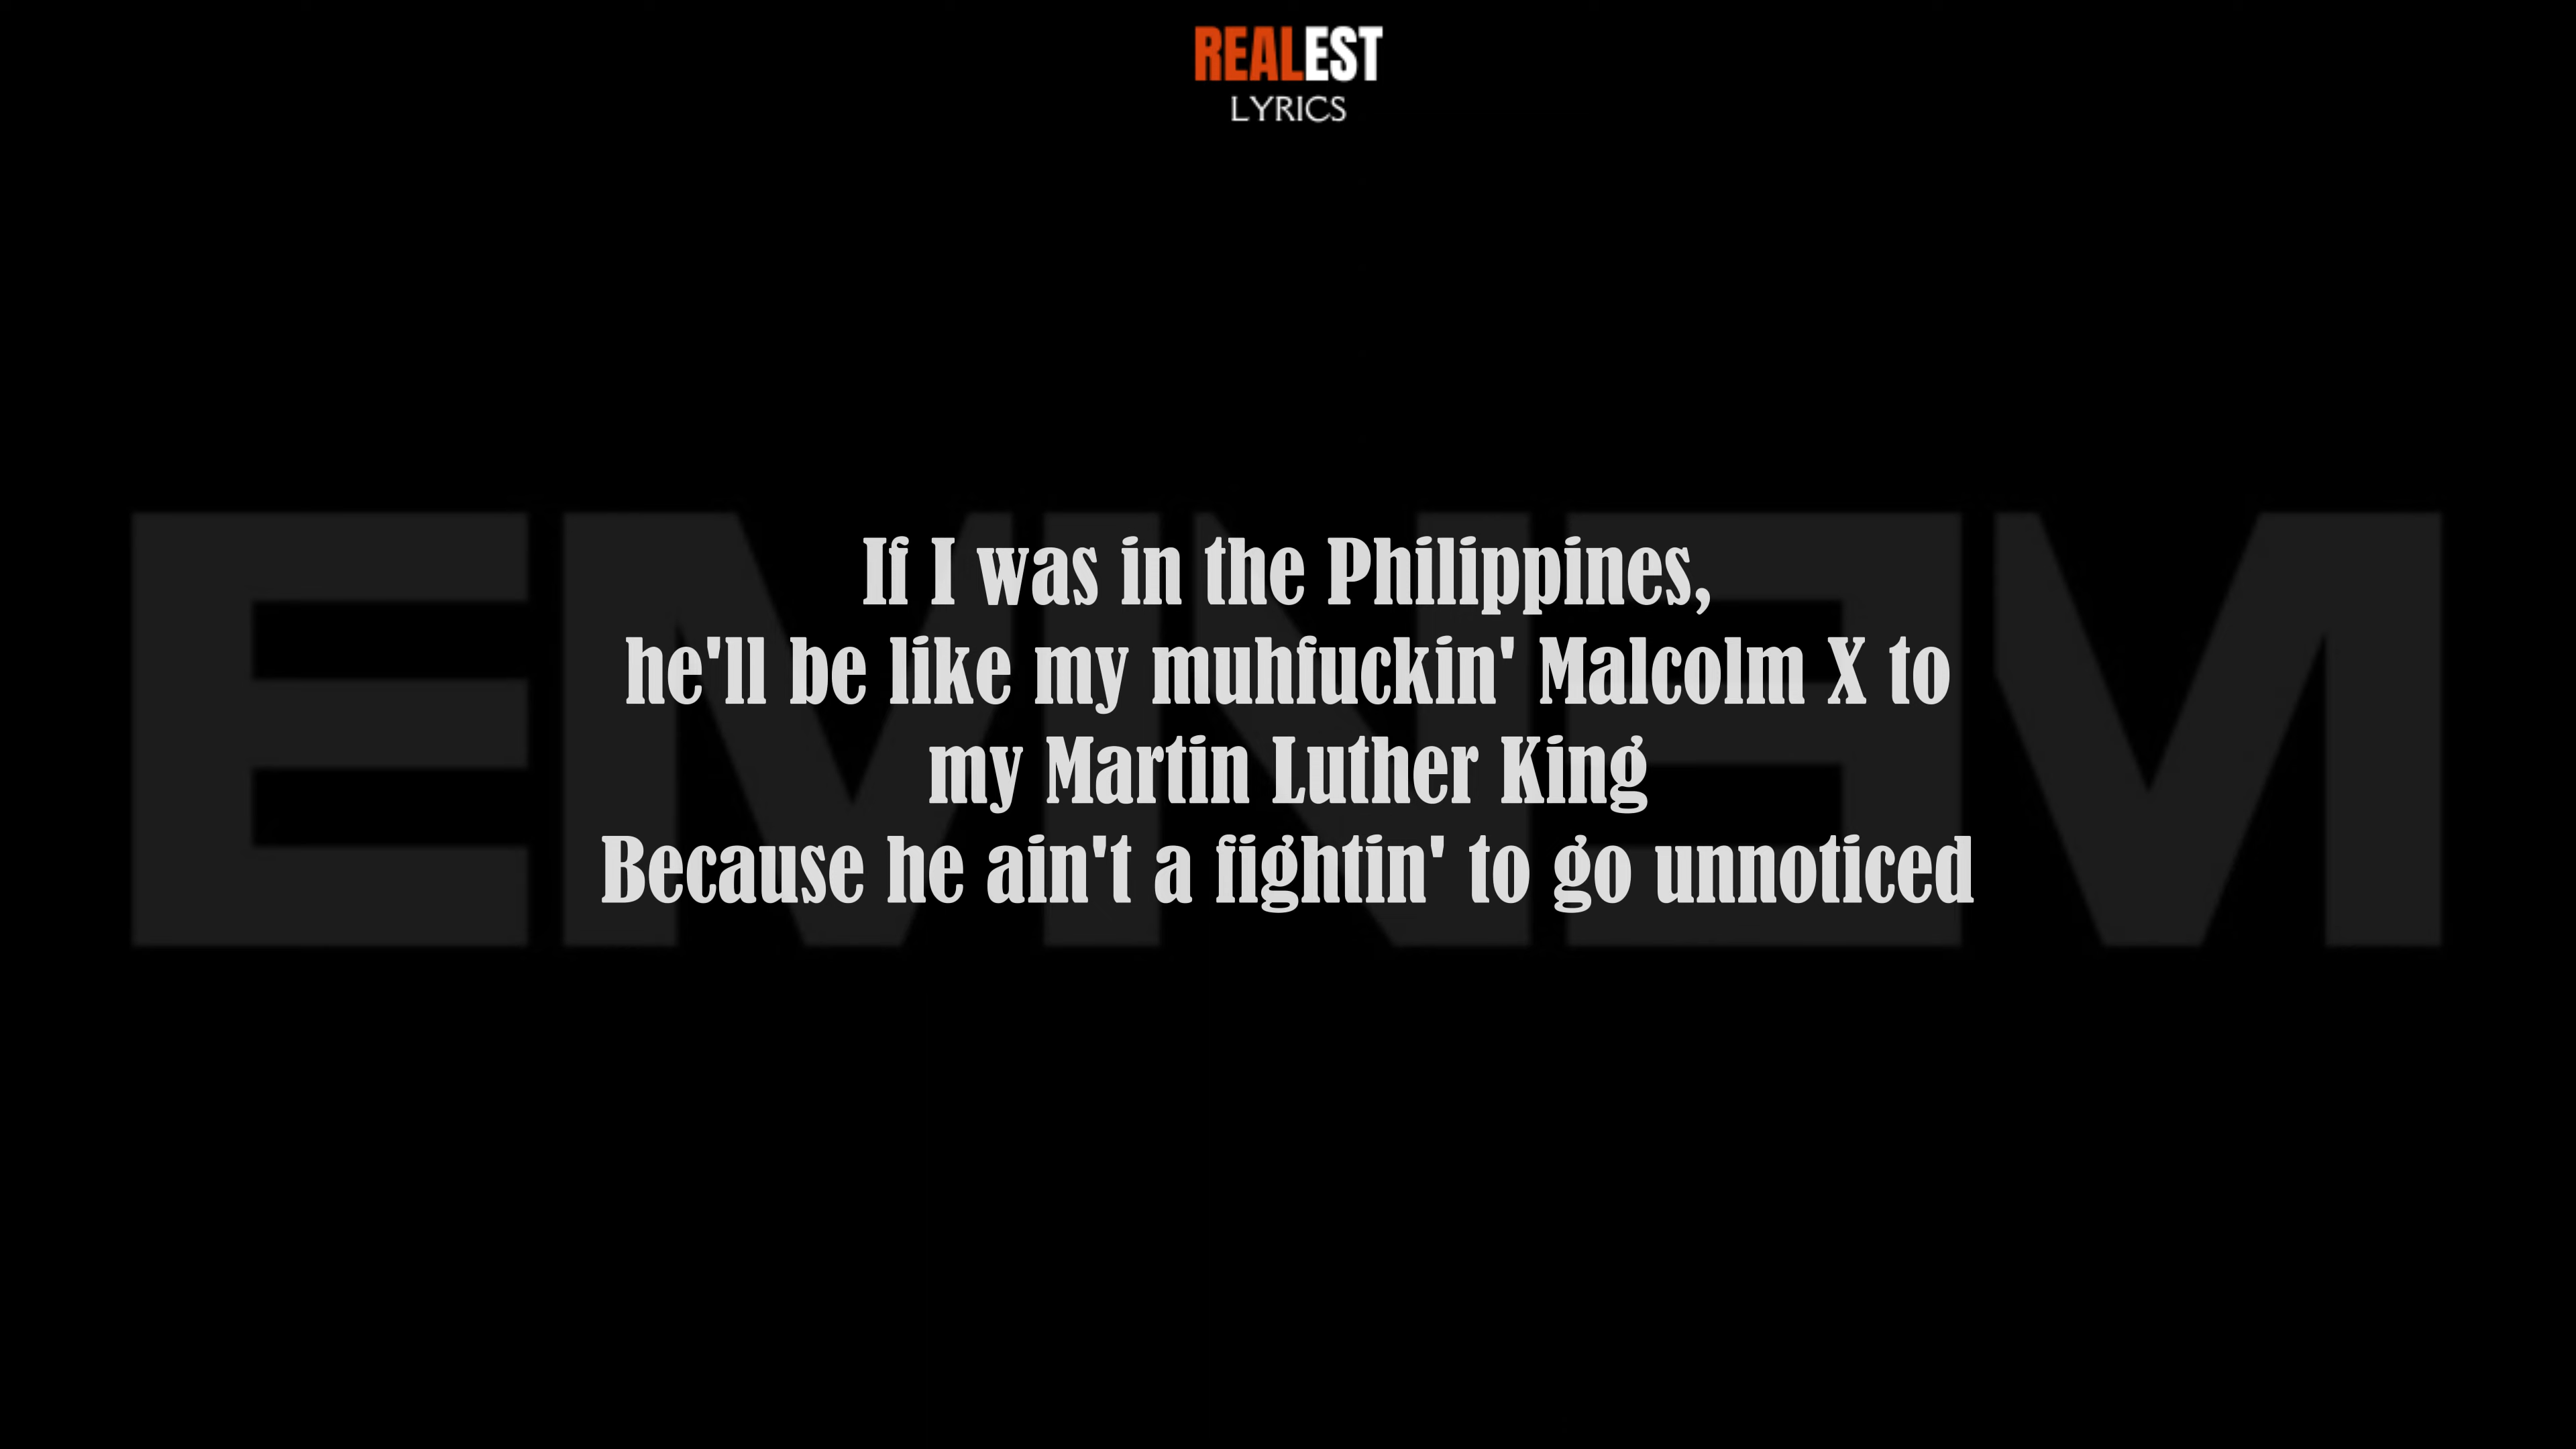 REALEST
LYRICS
EMINEM
If I was in the Philippines,
he'll be like my muhfuckin' Malcolm X to
my Martin Luther King
Because he ain't a fightin' to go unnoticed